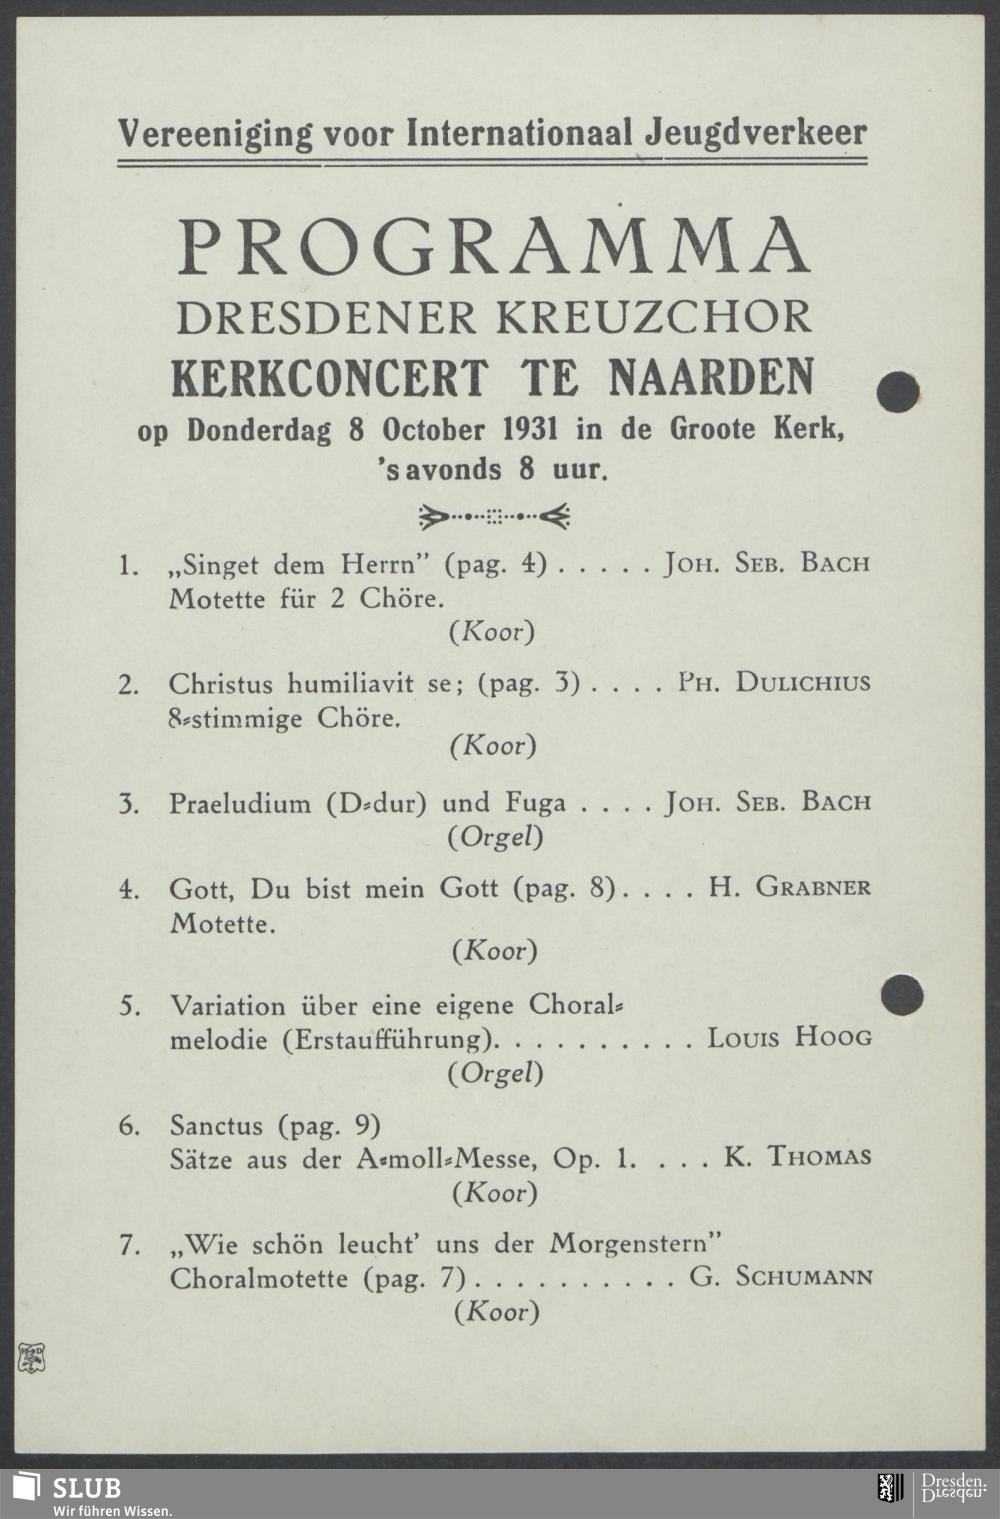 Vereeniging voor Internationaal Jeugdverkeer
PROGRAMMA
DRESDENER KREUZCHOR
KERKCONCERT TE NAARDEN
op Donderdag 8 October 1931 in de Groote Kerk,
's avonds 8 uur.
1. „Singet dem Herrn” (pag. 4) . . . . . JOH. SEB. BACH
Motette für 2 Chöre.
(Koor)
2. Christus humiliavit se; (pag. 3) . . . . PH. DULICHIUS
8-stimmige Chöre.
(Koor)
3. Praeludium (D-dur) und Fuga . . . . JOH. SEB. BACH
(Orgel)
4. Gott, Du bist mein Gott (pag. 8) . . . . H. GRABNER
Motette.
(Koor)
5. Variation über eine eigene Choral-
melodie (Erstaufführung). . . . . . . . . . LOUIS HOOG
(Orgel)
6. Sanctus (pag. 9)
Sätze aus der A-moll-Messe, Op. 1. . . . K. THOMAS
(Koor)
7. „Wie schön leucht' uns der Morgenstern”
Choralmotette (pag. 7) . . . . . . . . . . G. SCHUMANN
(Koor)
SLUB
Wir führen Wissen.
Dresden.
Dresden.